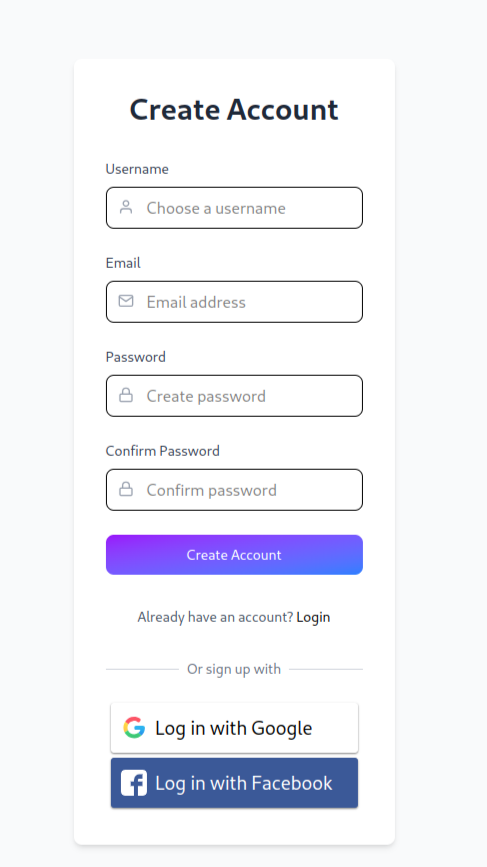 Create Account
Username
Choose a username
Email
Email address
Password
Create password
Confirm Password
Confirm password
Create Account
Already have an account? Login
Or sign up with
Log in with Google
Log in with Facebook